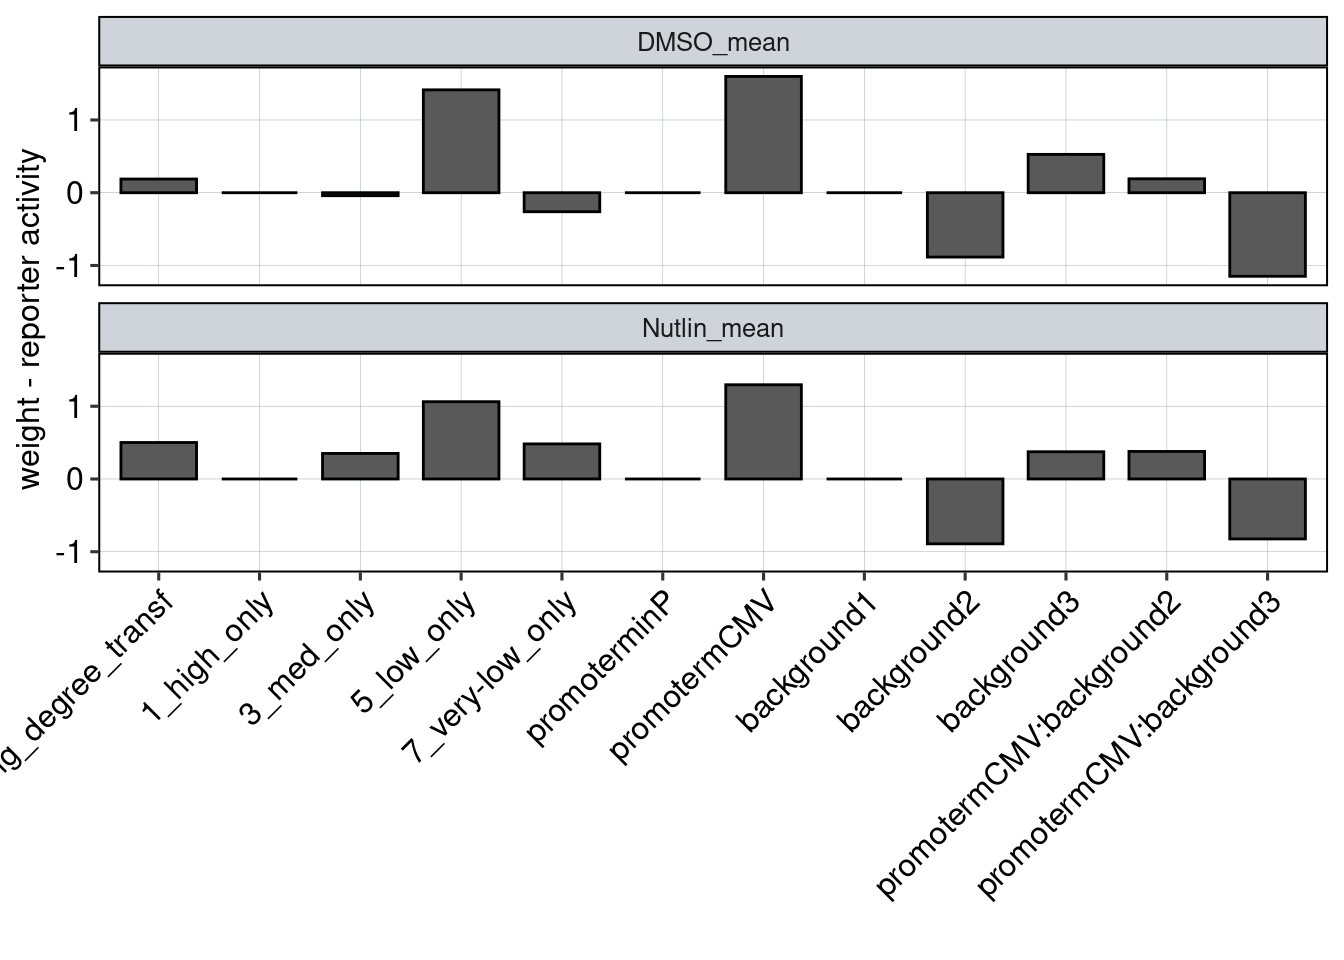 DMSO_mean
1
0
-1
weight - reporter activity
Nutlin_mean
1
0
-1
ng_degree_transf
1_high_only
3_med_only
5_low_only
7_very-low_only
promoterminP
promotermCMV
background1
background2
background3
promotermCMV:background2
promotermCMV:background3